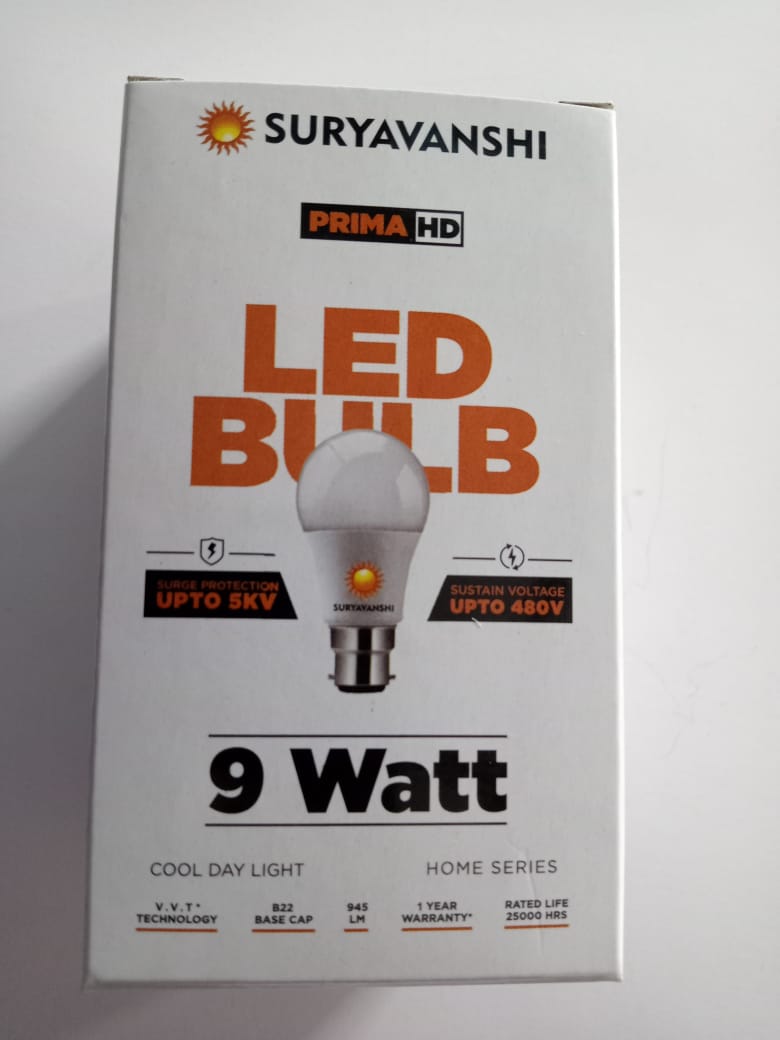 SURYAVANSHI
PRIMA HD
LED
BULB
SURGE PROTECTION
UPTO 5KV
SUSTAIN VOLTAGE
UPTO 480V
SURYAVANSHI
9 Watt
COOL DAY LIGHT
HOME SERIES
V.V.T*
TECHNOLOGY
B22
BASE CAP
945
LM
1 YEAR
WARRANTY*
RATED LIFE
25000 HRS